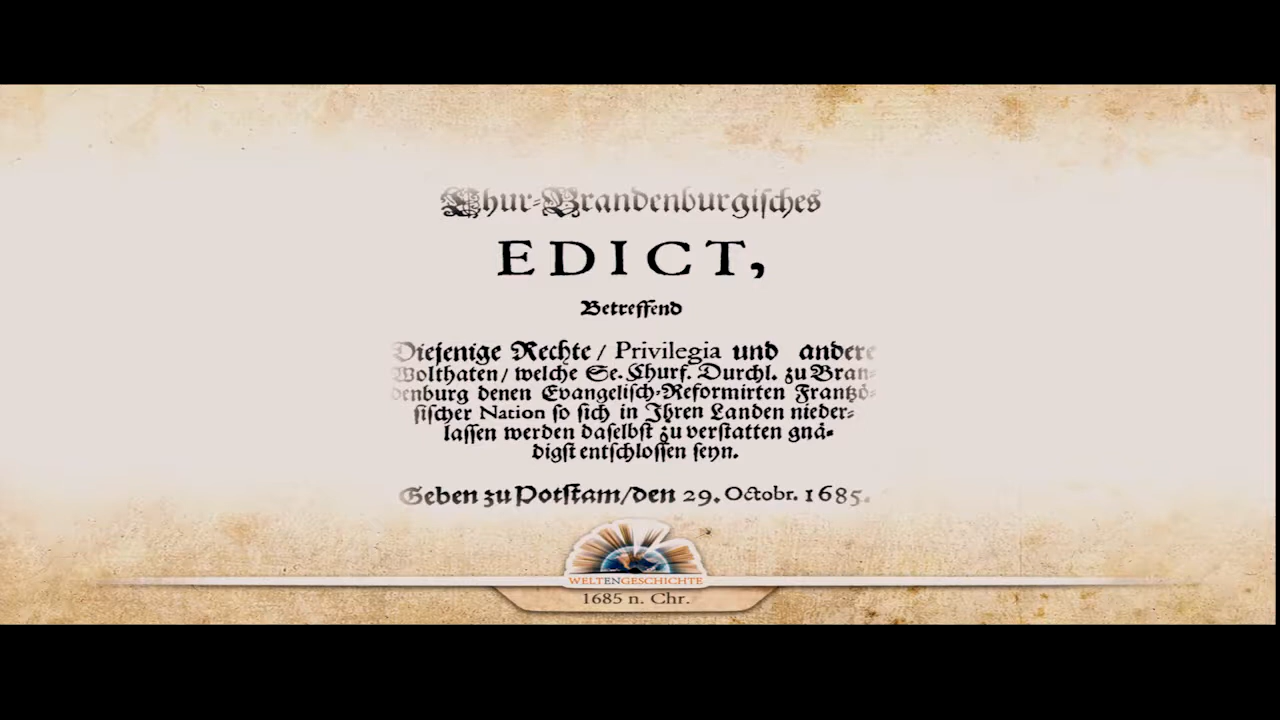 Chur-Brandenburgisches
EDICT,
Betreffend
Diejenige Rechte / Privilegia und andere
Wolthaten / welche Se. Churf. Durchl. zu Bran-
denburg denen Evangelisch-Reformirten Frantzö-
sischer Nation so sich in Ihren Landen nieder-
lassen werden daselbst zu verstatten gnä-
digst entschlossen seyn.
Geben zu Potstam/den 29. Octobr. 1685.
WELTENGESCHICHTE
1685 n. Chr.